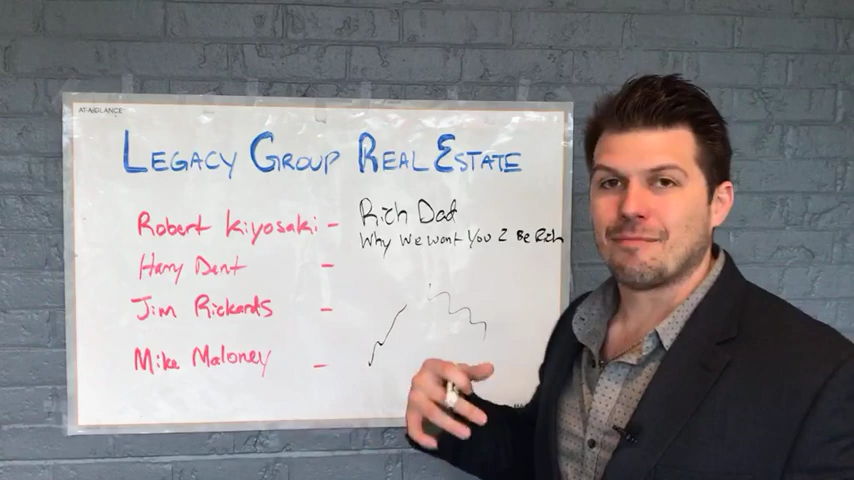 AT-A-GLANCE
LEGACY GROUP REAL ESTATE
Robert Kiyosaki - Rich Dad
Why We Want You 2 Be Rich
Harry Dent -
Jim Rickards -
Mike Maloney -